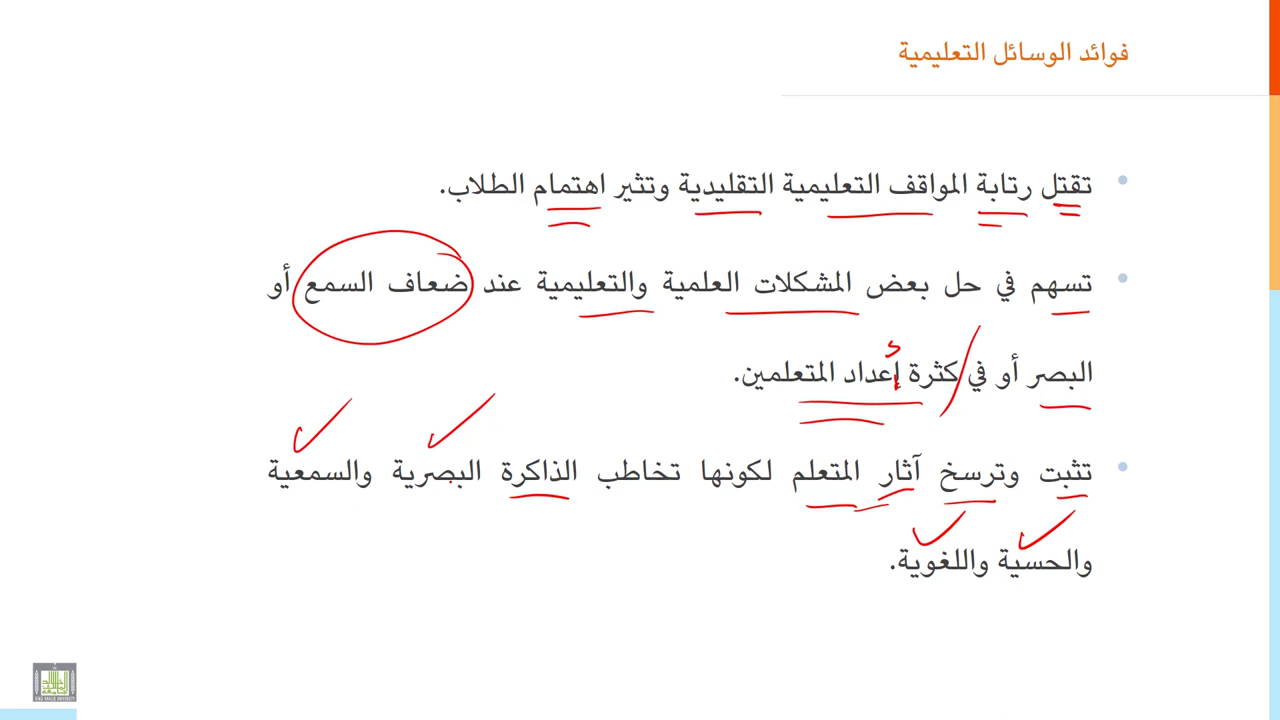 فوائد الوسائل التعليمية
تقتل رتابة المواقف التعليمية التقليدية وتثير اهتمام الطلاب.
تسهم في حل بعض المشكلات العلمية والتعليمية عند ضعاف السمع أو
البصر أو في كثرة أعداد المتعلمين.
تثبت وترسخ آثار المتعلم لكونها تخاطب الذاكرة البصرية والسمعية
والحسية واللغوية.